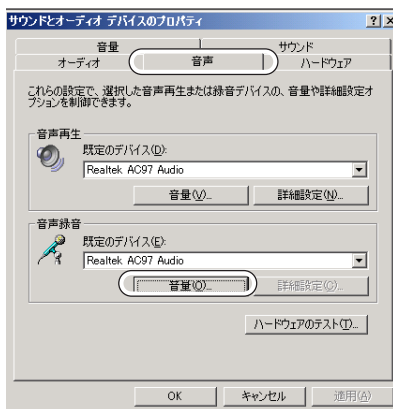 サウンドとオーディオ デバイスのプロパティ
音量 サウンド
オーディオ 音声 ハードウェア
これらの設定で、選択した音声再生または録音デバイスの、音量や詳細設定オ
プションを制御できます。
音声再生
既定のデバイス(D):
Realtek AC97 Audio
音量(V)... 詳細設定(N)...
音声録音
既定のデバイス(E):
Realtek AC97 Audio
音量(O)... 詳細設定(C)...
ハードウェアのテスト(T)...
OK キャンセル 適用(A)